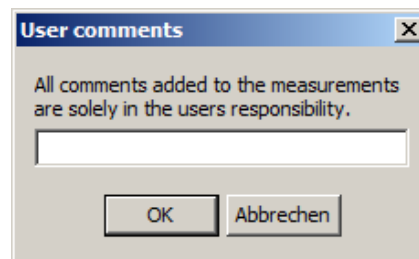 User comments
All comments added to the measurements
are solely in the users responsibility.
OK Abbrechen